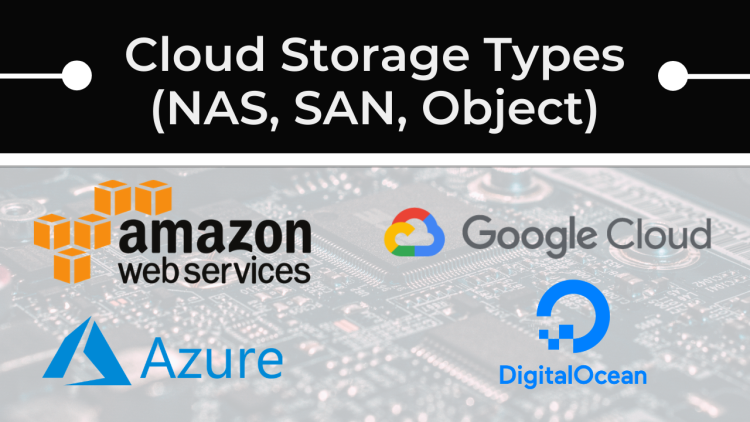 Cloud Storage Types
(NAS, SAN, Object)
amazon
web services
Google Cloud
Azure
DigitalOcean